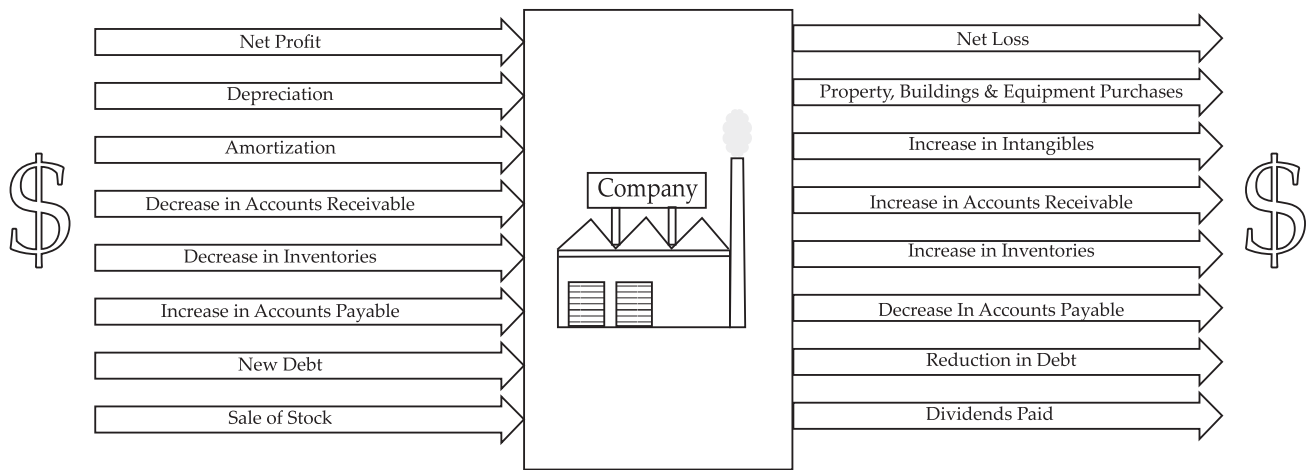 $
Net Profit
Depreciation
Amortization
Decrease in Accounts Receivable
Decrease in Inventories
Increase in Accounts Payable
New Debt
Sale of Stock
Company
Net Loss
Property, Buildings & Equipment Purchases
Increase in Intangibles
Increase in Accounts Receivable
Increase in Inventories
Decrease In Accounts Payable
Reduction in Debt
Dividends Paid
$